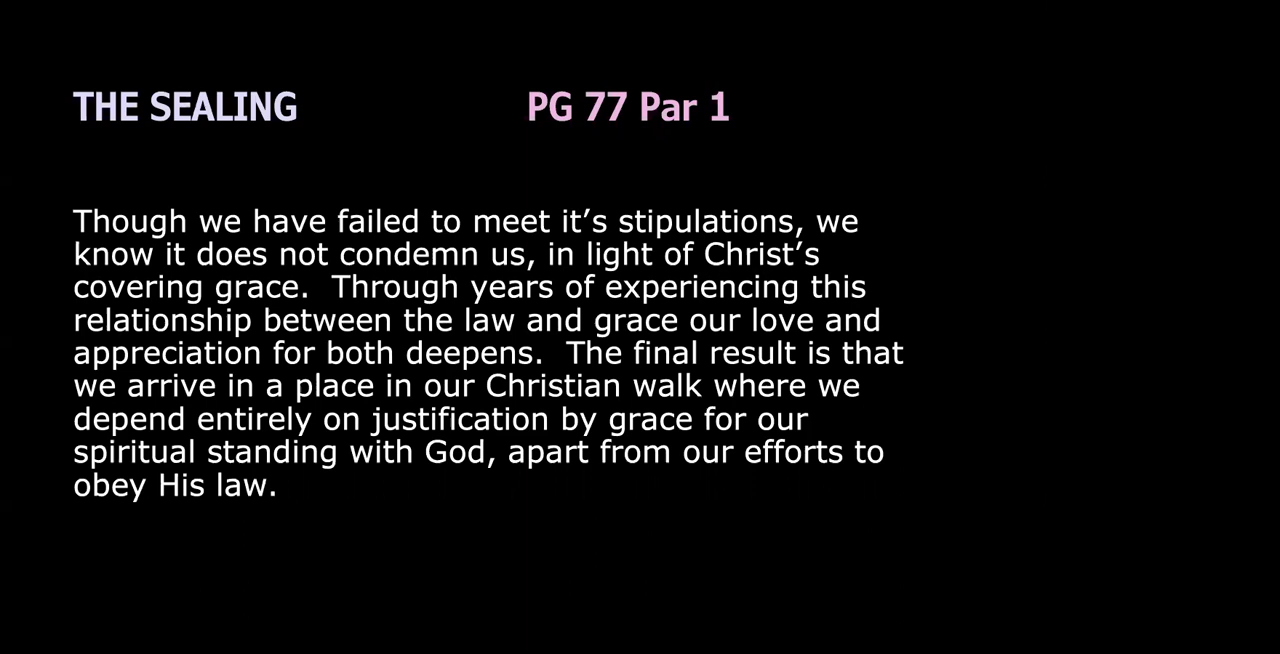 THE SEALING PG 77 Par 1
Though we have failed to meet it’s stipulations, we
know it does not condemn us, in light of Christ’s
covering grace.  Through years of experiencing this
relationship between the law and grace our love and
appreciation for both deepens.  The final result is that
we arrive in a place in our Christian walk where we
depend entirely on justification by grace for our
spiritual standing with God, apart from our efforts to
obey His law.